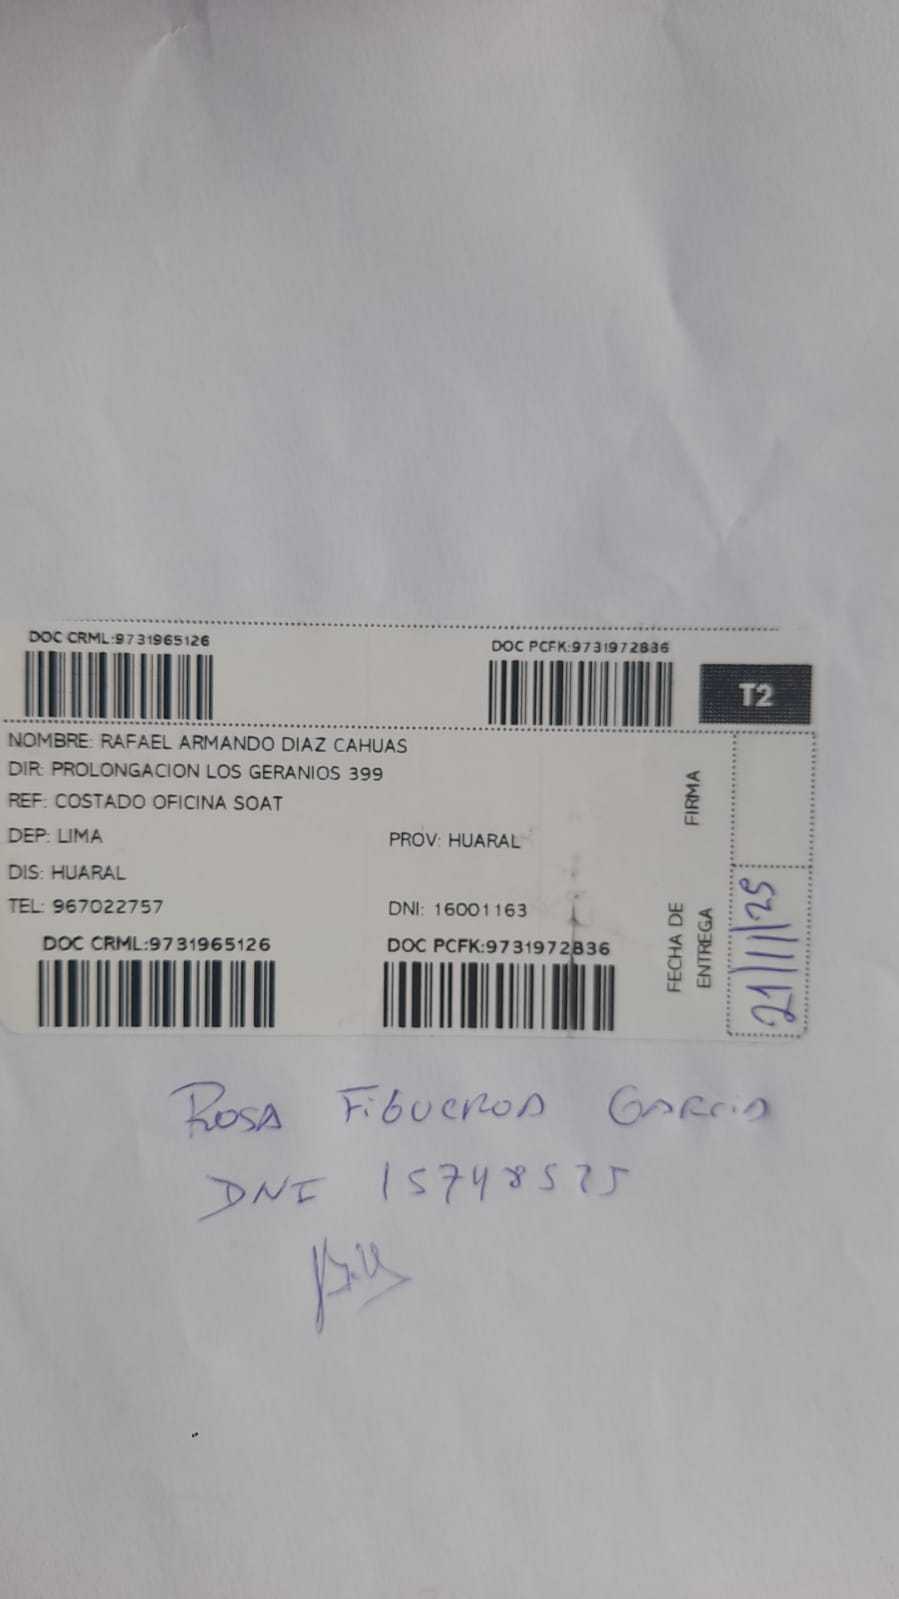 DOC CRML:9731965126
DOC PCFK:9731972836
T2
NOMBRE: RAFAEL ARMANDO DIAZ CAHUAS
DIR: PROLONGACION LOS GERANIOS 399
REF: COSTADO OFICINA SOAT
DEP: LIMA
PROV: HUARAL
DIS: HUARAL
TEL: 967022757
DNI: 16001163
DOC CRML:9731965126
DOC PCFK:9731972836
FIRMA
FECHA DE
ENTREGA
21/11/25
ROSA FIGUEROA GARCIA
DNI 15748525